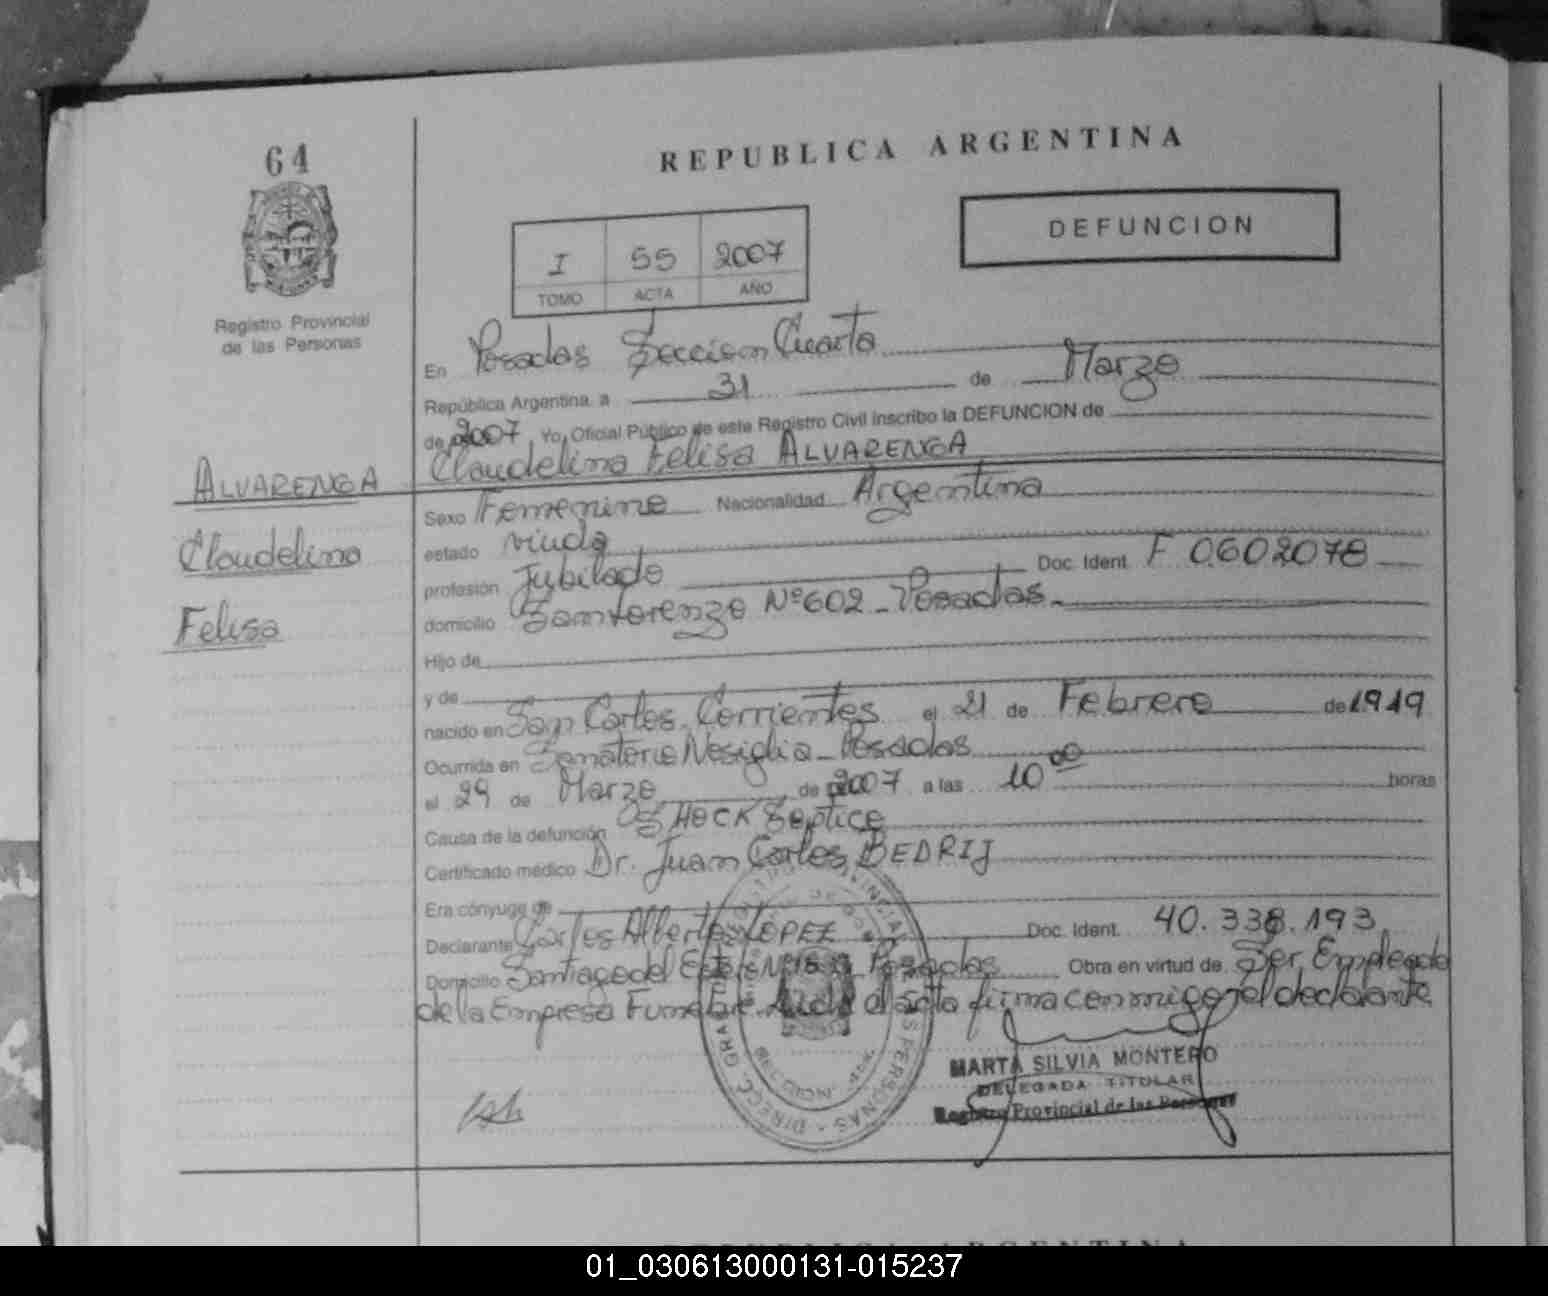 64
REPUBLICA ARGENTINA
DEFUNCION
I 55 2007
TOMO ACTA AÑO
Registro Provincial
de las Personas
En Posadas Seccion Cuarta
República Argentina a 31 de Marzo
de 2007, Yo, Oficial Público de este Registro Civil inscribo la DEFUNCION de
Claudelina Felisa ALVARENGA
ALVARENGA
Claudelina
Felisa
Sexo Femenino Nacionalidad Argentina
estado viuda
profesión Jubilada Doc. Ident. F 0.602078
domicilio San Lorenzo Nº 602 - Posadas.-
Hijo de
y de
nacido en San Carlos Corrientes el 21 de Febrero de 1919
Ocurrida en Sanatorio Nosiglia - Posadas
el 29 de Marzo de 2007 a las 10 00 horas
Causa de la defunción SHOCK Septico
Certificado médico Dr. Juan Carlos BEDRIJ
Era cónyuge de
Declarante Carlos Alberto LOPEZ Doc. Ident. 40.338.193
Domicilio Santiago del Posadas Obra en virtud de Ser Empleado
de la Empresa Funebre. el acta firma conmigo el declarante
MARTA SILVIA MONTERO
DELEGADA TITULAR
Registro Provincial de las Personas
01_030613000131-015237